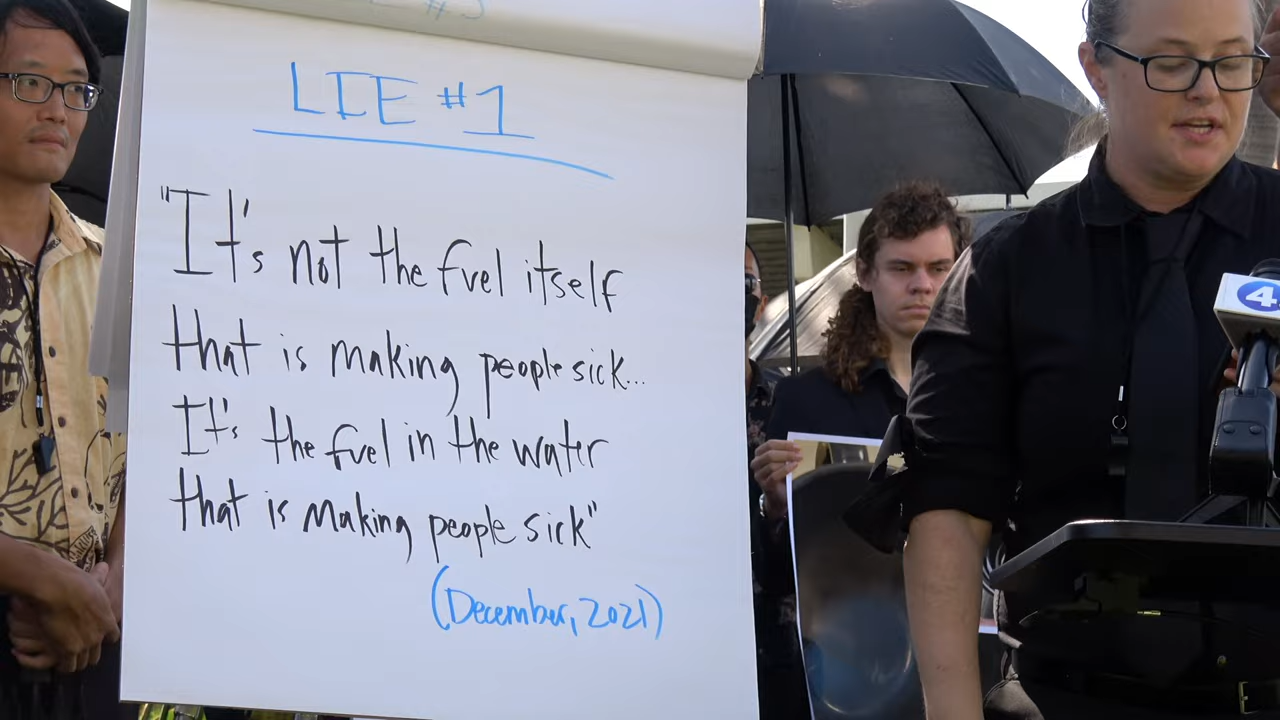 LIE #1
"It's not the fuel itself
that is making people sick...
It's the fuel in the water
that is making people sick"
(December, 2021)
4